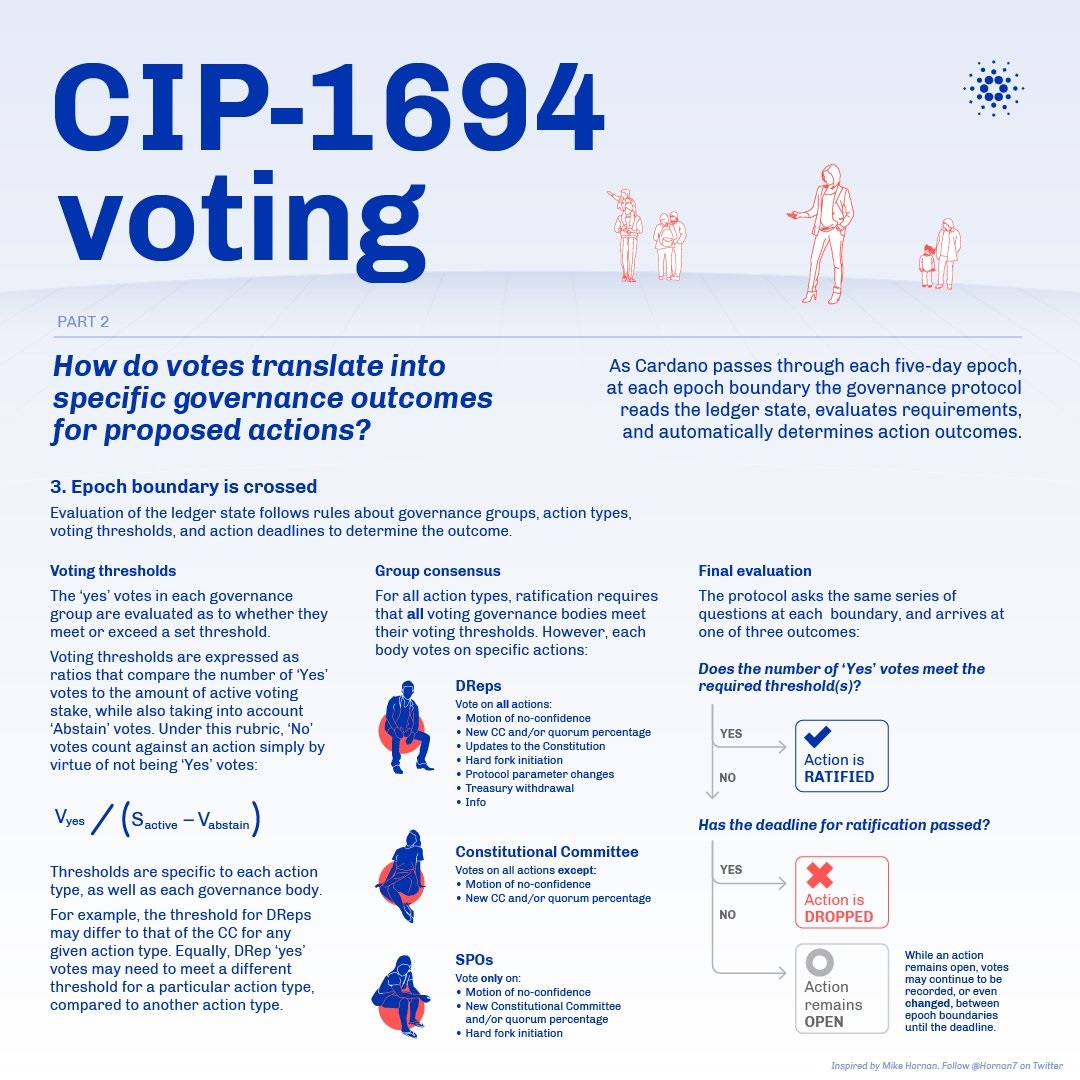 CIP-1694
voting
PART 2
How do votes translate into
specific governance outcomes
for proposed actions?
As Cardano passes through each five-day epoch,
at each epoch boundary the governance protocol
reads the ledger state, evaluates requirements,
and automatically determines action outcomes.
3. Epoch boundary is crossed
Evaluation of the ledger state follows rules about governance groups, action types,
voting thresholds, and action deadlines to determine the outcome.
Voting thresholds
The ‘yes’ votes in each governance
group are evaluated as to whether they
meet or exceed a set threshold.
Voting thresholds are expressed as
ratios that compare the number of ‘Yes’
votes to the amount of active voting
stake, while also taking into account
‘Abstain’ votes. Under this rubric, ‘No’
votes count against an action simply by
virtue of not being ‘Yes’ votes:
Vyes / (Sactive – Vabstain)
Thresholds are specific to each action
type, as well as each governance body.
For example, the threshold for DReps
may differ to that of the CC for any
given action type. Equally, DRep ‘yes’
votes may need to meet a different
threshold for a particular action type,
compared to another action type.
Group consensus
For all action types, ratification requires
that all voting governance bodies meet
their voting thresholds. However, each
body votes on specific actions:
DReps
Vote on all actions:
• Motion of no-confidence
• New CC and/or quorum percentage
• Updates to the Constitution
• Hard fork initiation
• Protocol parameter changes
• Treasury withdrawal
• Info
Constitutional Committee
Votes on all actions except:
• Motion of no-confidence
• New CC and/or quorum percentage
SPOs
Vote only on:
• Motion of no-confidence
• New Constitutional Committee
and/or quorum percentage
• Hard fork initiation
Final evaluation
The protocol asks the same series of
questions at each boundary, and arrives at
one of three outcomes:
Does the number of ‘Yes’ votes meet the
required threshold(s)?
YES
Action is
RATIFIED
NO
Has the deadline for ratification passed?
YES
Action is
DROPPED
NO
Action
remains
OPEN
While an action
remains open, votes
may continue to be
recorded, or even
changed, between
epoch boundaries
until the deadline.
Inspired by Mike Hornan. Follow @Hornan7 on Twitter